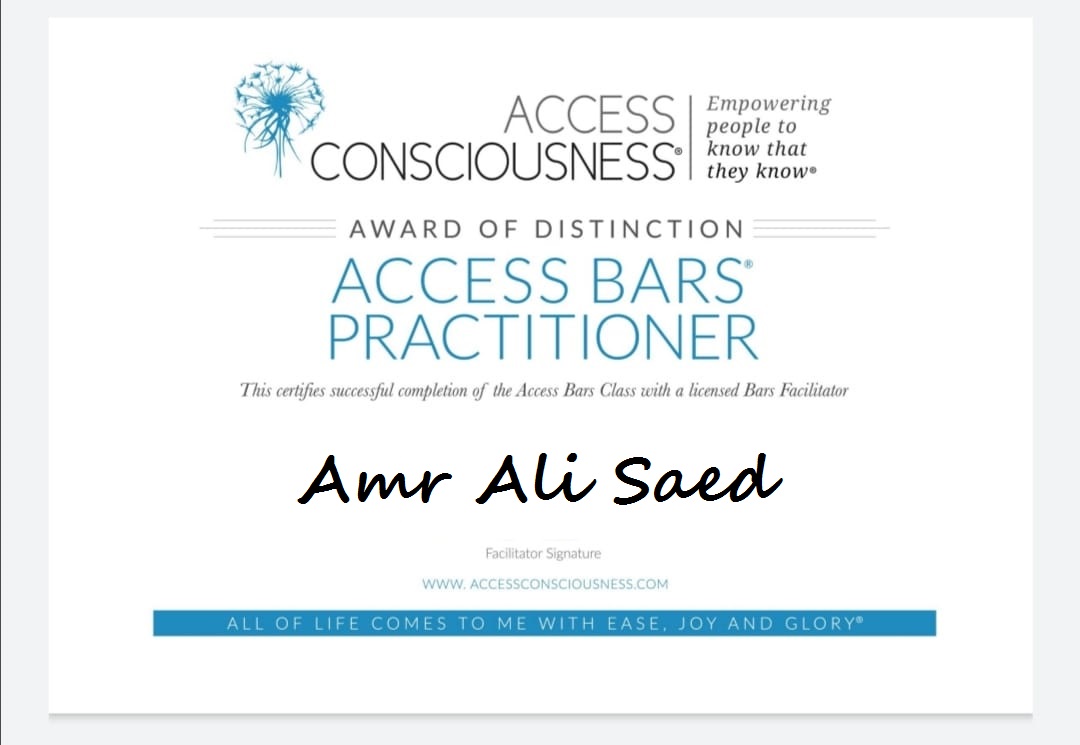 ACCESS
CONSCIOUSNESS®
Empowering
people to
know that
they know®
AWARD OF DISTINCTION
ACCESS BARS®
PRACTITIONER
This certifies successful completion of the Access Bars Class with a licensed Bars Facilitator
Amr Ali Saed
Facilitator Signature
WWW. ACCESSCONSCIOUSNESS.COM
ALL OF LIFE COMES TO ME WITH EASE, JOY AND GLORY®